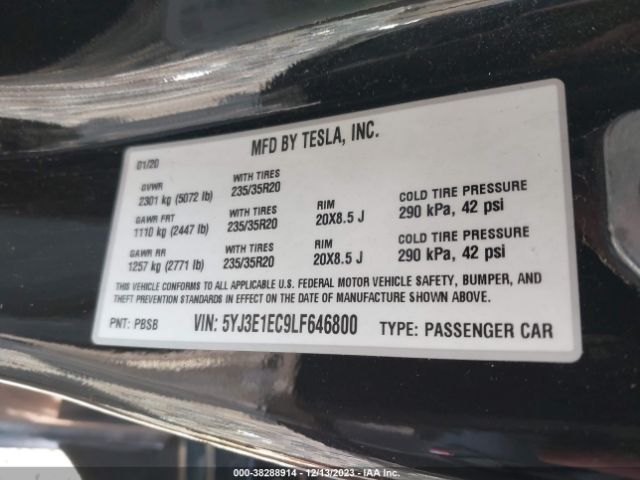 MFD BY TESLA, INC.
01/20
GVWR
2301 kg (5072 lb)
WITH TIRES
235/35R20
GAWR FRT
1110 kg (2447 lb)
WITH TIRES
235/35R20
RIM
20X8.5 J
COLD TIRE PRESSURE
290 kPa, 42 psi
GAWR RR
1257 kg (2771 lb)
WITH TIRES
235/35R20
RIM
20X8.5 J
COLD TIRE PRESSURE
290 kPa, 42 psi
THIS VEHICLE CONFORMS TO ALL APPLICABLE U.S. FEDERAL MOTOR VEHICLE SAFETY, BUMPER, AND
THEFT PREVENTION STANDARDS IN EFFECT ON THE DATE OF MANUFACTURE SHOWN ABOVE.
PNT: PBSB VIN: 5YJ3E1EC9LF646800 TYPE: PASSENGER CAR
000-38288914 - 12/13/2023 - IAA Inc.